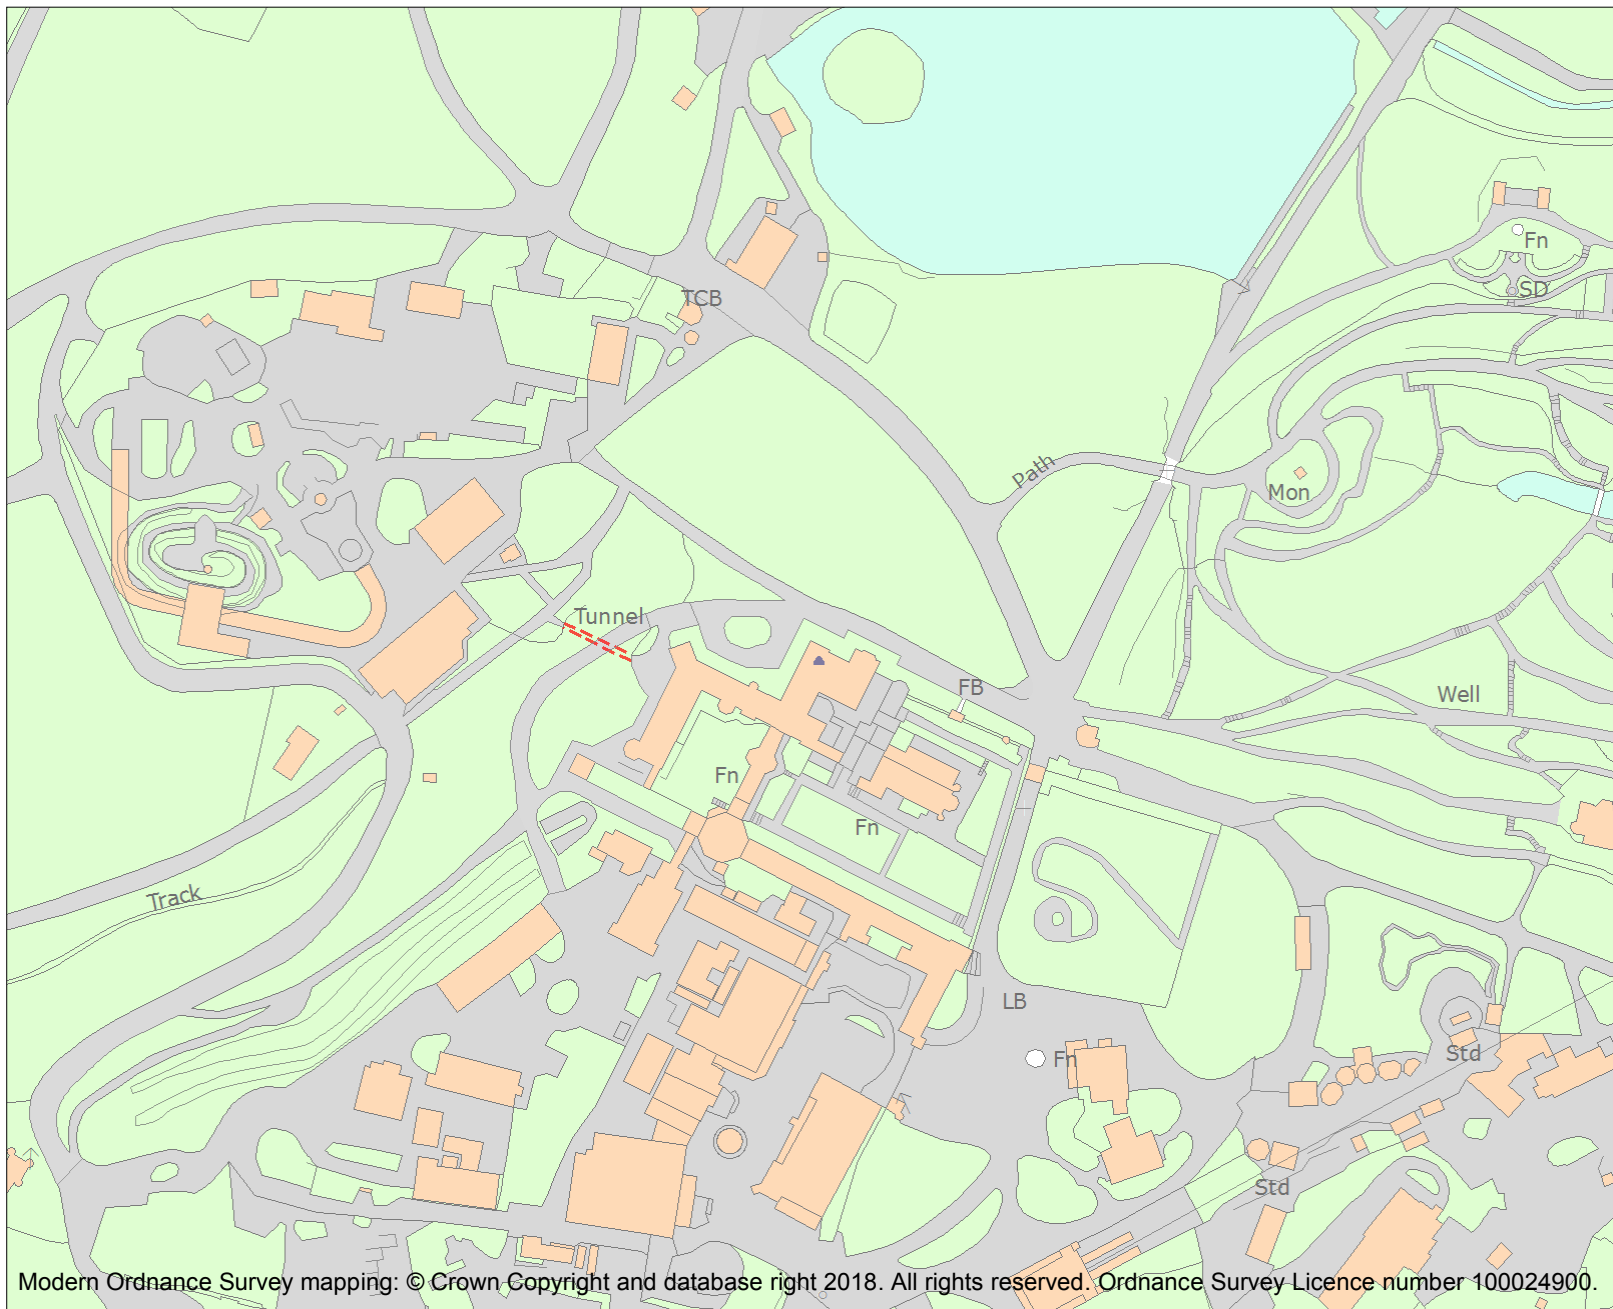 Fn
SD
TCB
Path
Mon
Tunnel
FB
Well
Fn
Fn
Track
LB
Fn
Std
Std
Modern Ordnance Survey mapping: © Crown Copyright and database right 2018. All rights reserved. Ordnance Survey Licence number 100024900.